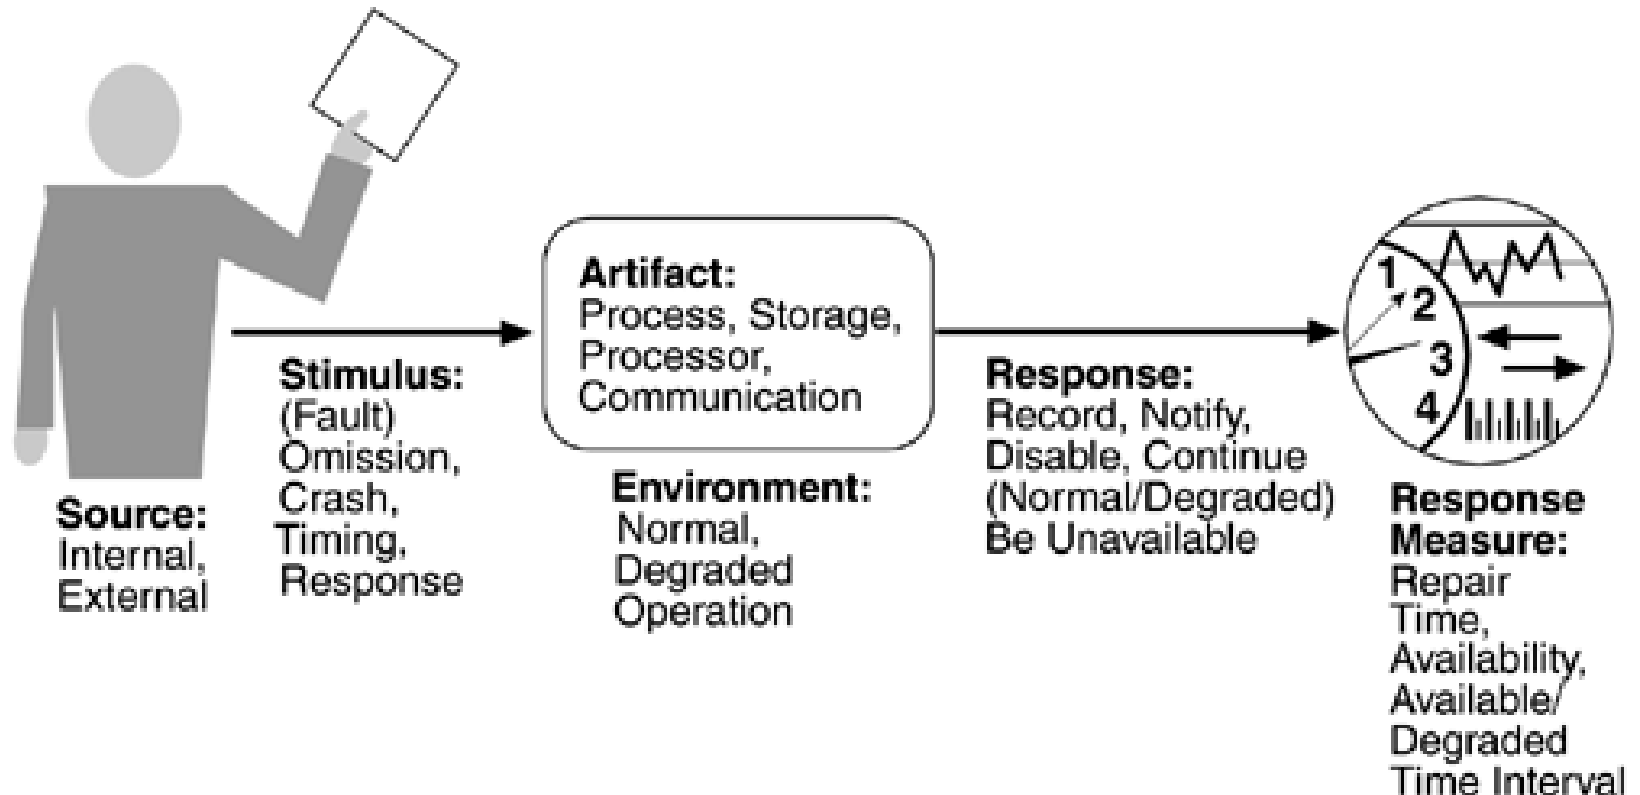 Source:
Internal,
External
Stimulus:
(Fault)
Omission,
Crash,
Timing,
Response
Artifact:
Process, Storage,
Processor,
Communication
Environment:
Normal,
Degraded
Operation
Response:
Record, Notify,
Disable, Continue
(Normal/Degraded)
Be Unavailable
1
2
3
4
Response
Measure:
Repair
Time,
Availability,
Available/
Degraded
Time Interval